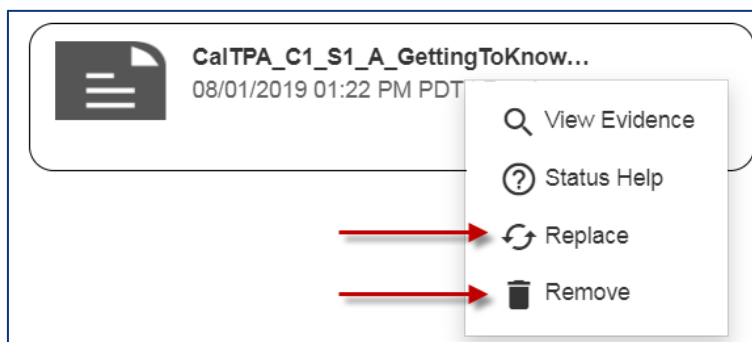 CalTPA_C1_S1_A_GettingToKnow...
08/01/2019 01:22 PM PDT
View Evidence
Status Help
Replace
Remove